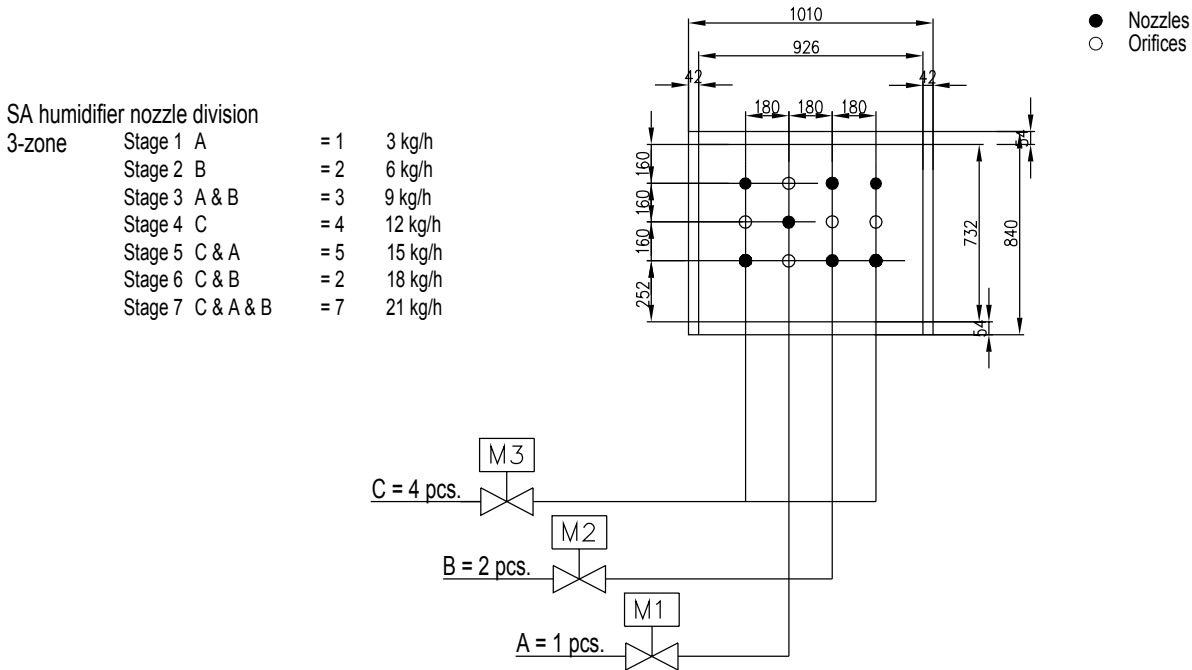 1010
Nozzles
926
Orifices
42
42
SA humidifier nozzle division
180 180 180
3-zone Stage 1 A = 1 3 kg/h
54
Stage 2 B = 2 6 kg/h
160
Stage 3 A & B = 3 9 kg/h
160
Stage 4 C = 4 12 kg/h
732
840
Stage 5 C & A = 5 15 kg/h
160
Stage 6 C & B = 2 18 kg/h
252
Stage 7 C & A & B = 7 21 kg/h
54
M3
C = 4 pcs.
M2
B = 2 pcs.
M1
A = 1 pcs.